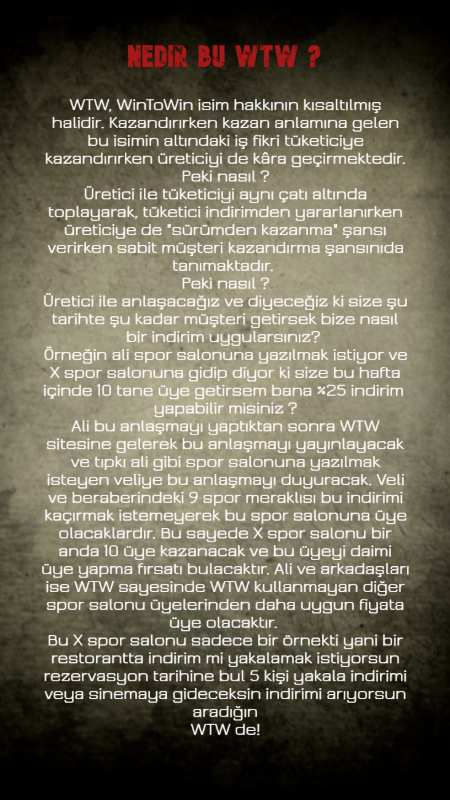 NEDIR BU WTW ?
WTW, WinToWin isim hakkının kısaltılmış
halidir. Kazandırırken kazan anlamına gelen
bu isimin altındaki iş fikri tüketiciye
kazandırırken üreticiyi de kâra geçirmektedir.
Peki nasıl ?
Üretici ile tüketiciyi aynı çatı altında
toplayarak, tüketici indirimden yararlanırken
üreticiye de "sürümden kazanma" şansı
verirken sabit müşteri kazandırma şansınıda
tanımaktadır.
Peki nasıl ?
Üretici ile anlaşacağız ve diyeceğiz ki size şu
tarihte şu kadar müşteri getirsek bize nasıl
bir indirim uygularsınız?
Örneğin ali spor salonuna yazılmak istiyor ve
X spor salonuna gidip diyor ki size bu hafta
içinde 10 tane üye getirsem bana %25 indirim
yapabilir misiniz ?
Ali bu anlaşmayı yaptıktan sonra WTW
sitesine gelerek bu anlaşmayı yayınlayacak
ve tıpkı ali gibi spor salonuna yazılmak
isteyen veliye bu anlaşmayı duyuracak. Veli
ve beraberindeki 9 spor meraklısı bu indirimi
kaçırmak istemeyerek bu spor salonuna üye
olacaklardır. Bu sayede X spor salonu bir
anda 10 üye kazanacak ve bu üyeyi daimi
üye yapma fırsatı bulacaktır. Ali ve arkadaşları
ise WTW sayesinde WTW kullanmayan diğer
spor salonu üyelerinden daha uygun fiyata
üye olacaktır.
Bu X spor salonu sadece bir örnekti yani bir
restorantta indirim mi yakalamak istiyorsun
rezervasyon tarihine bul 5 kişi yakala indirimi
veya sinemaya gideceksin indirimi arıyorsun
aradığın
WTW de!